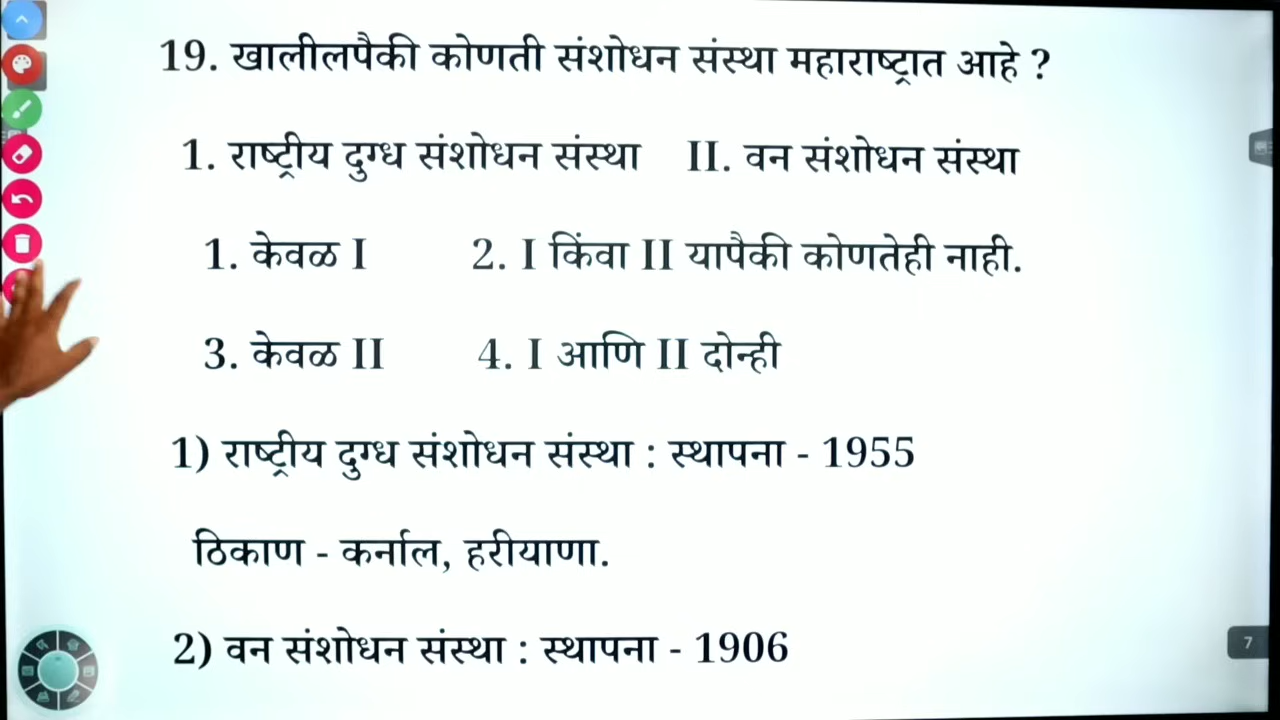 19. खालीलपैकी कोणती संशोधन संस्था महाराष्ट्रात आहे ?
1. राष्ट्रीय दुग्ध संशोधन संस्था II. वन संशोधन संस्था
1. केवळ I 2. I किंवा II यापैकी कोणतेही नाही.
3. केवळ II 4. I आणि II दोन्ही
1) राष्ट्रीय दुग्ध संशोधन संस्था : स्थापना - 1955
ठिकाण - कर्नाल, हरीयाणा.
2) वन संशोधन संस्था : स्थापना - 1906
7